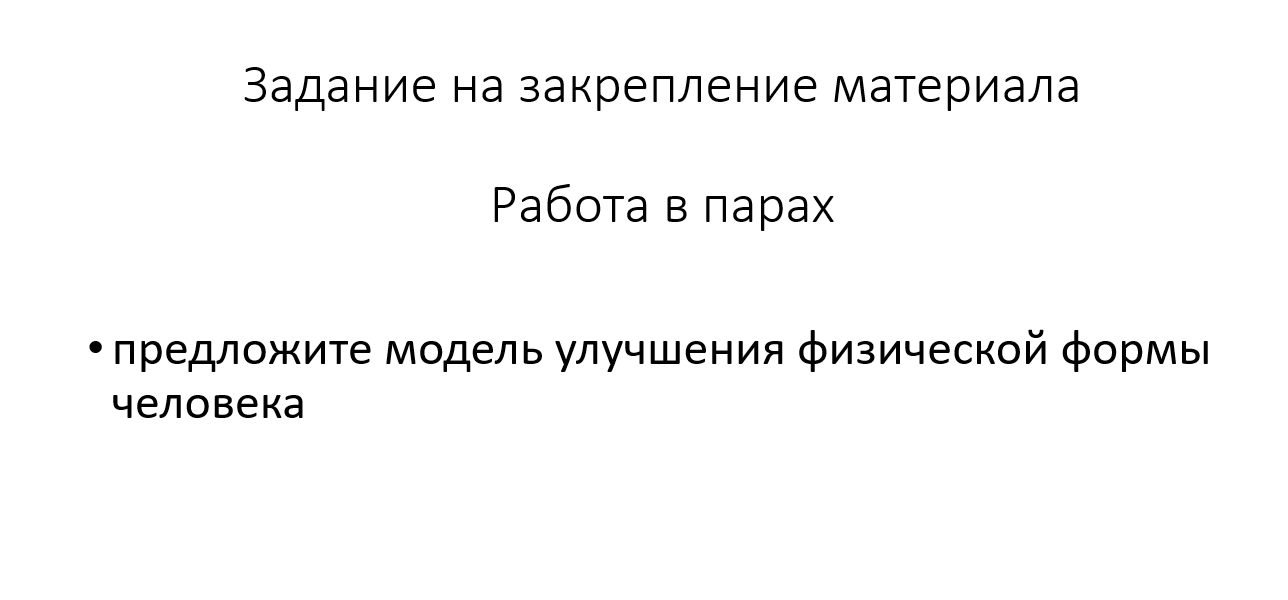 Задание на закрепление материала
Работа в парах
• предложите модель улучшения физической формы
человека